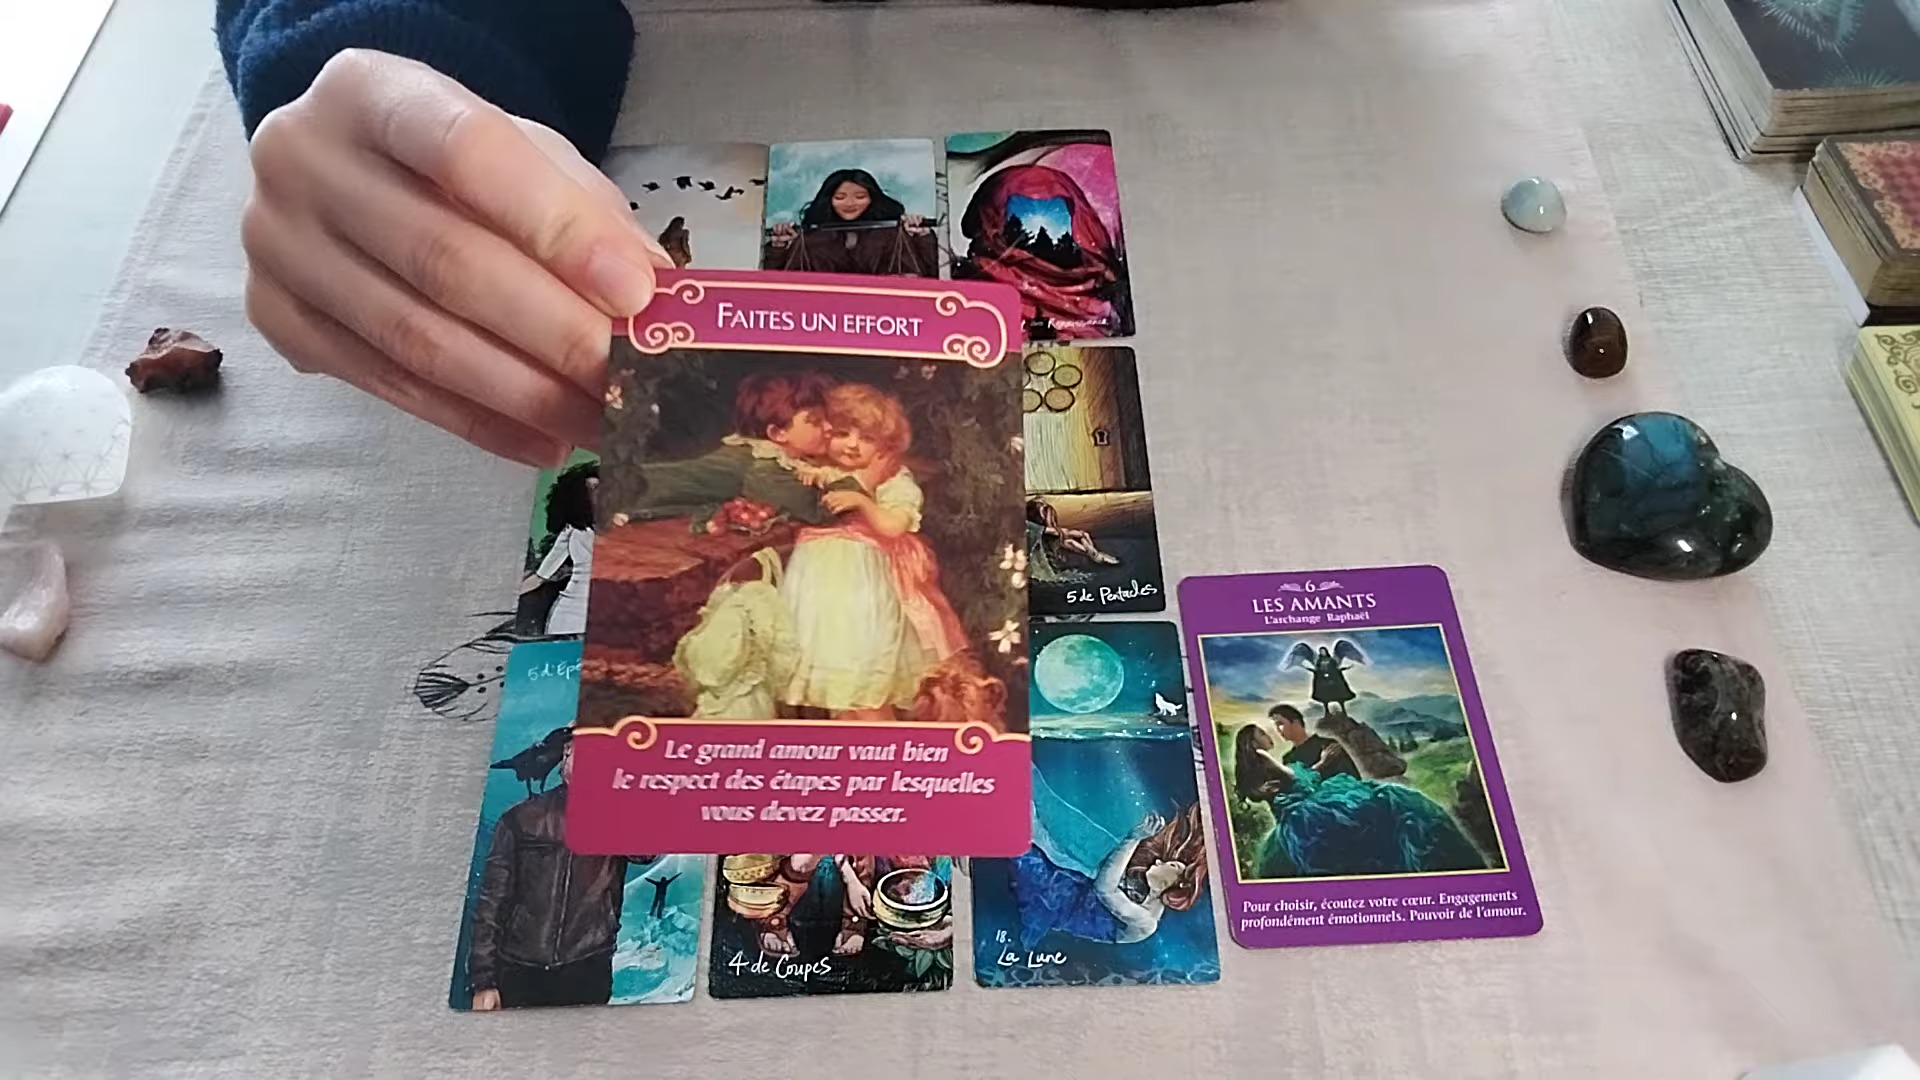 FAITES UN EFFORT
Le grand amour vaut bien
le respect des étapes par lesquelles
vous devez passer.
5 de Pentacles
6
LES AMANTS
L'archange Raphaël
Pour choisir, écoutez votre cœur. Engagements
profondément émotionnels. Pouvoir de l'amour.
4 de Coupes
18.
La Lune